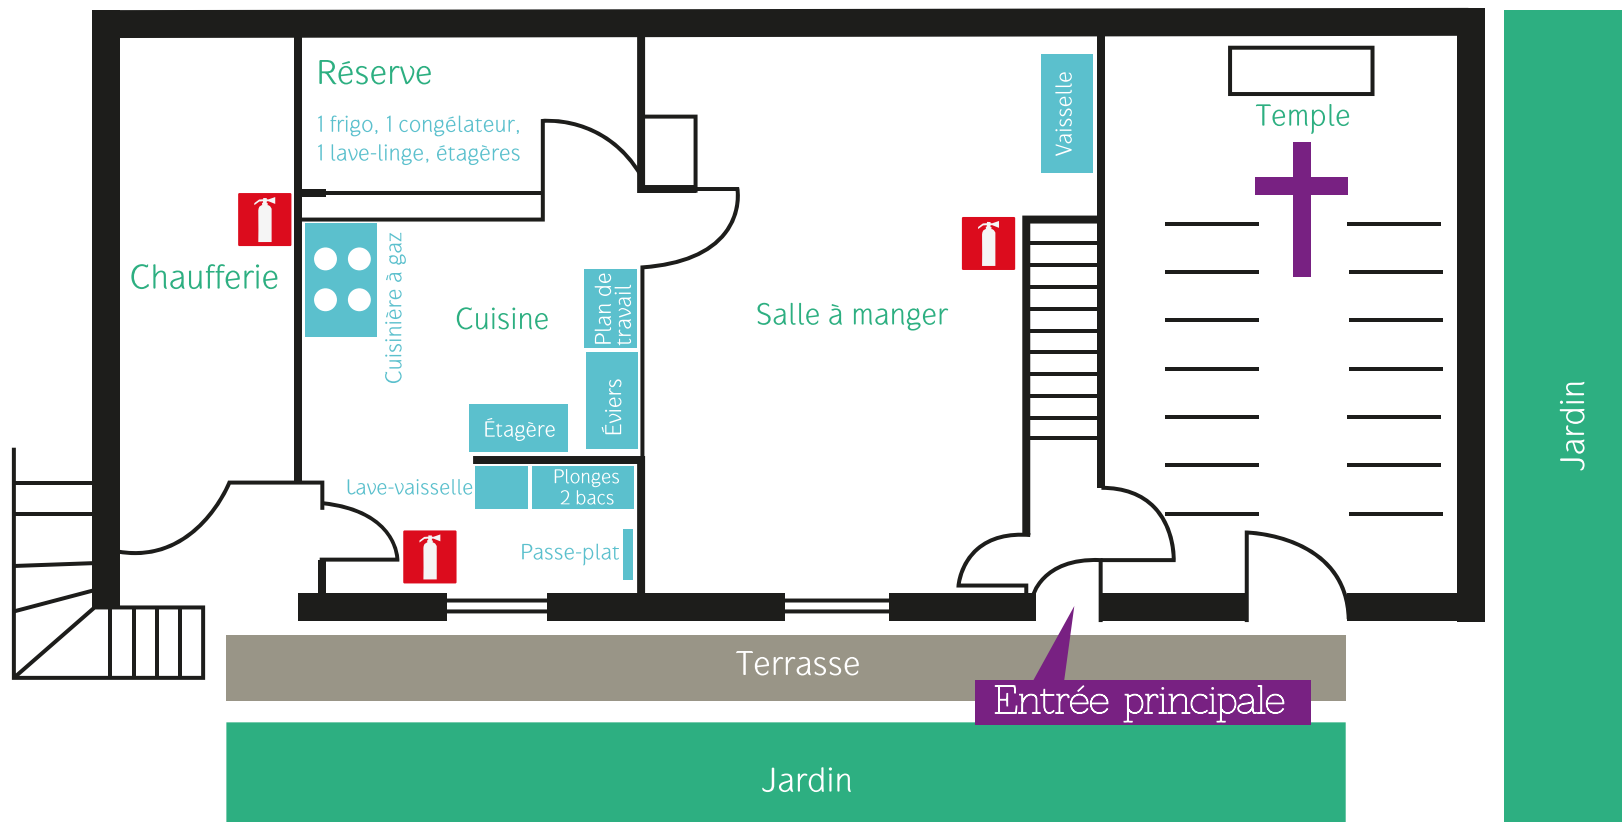 Réserve
1 frigo, 1 congélateur,
1 lave-linge, étagères
Vaisselle
Temple
Chaufferie
Cuisinière à gaz
Cuisine
Plan de
travail
Salle à manger
Éviers
Étagère
Lave-vaisselle
Plonges
2 bacs
Passe-plat
Jardin
Terrasse
Entrée principale
Jardin